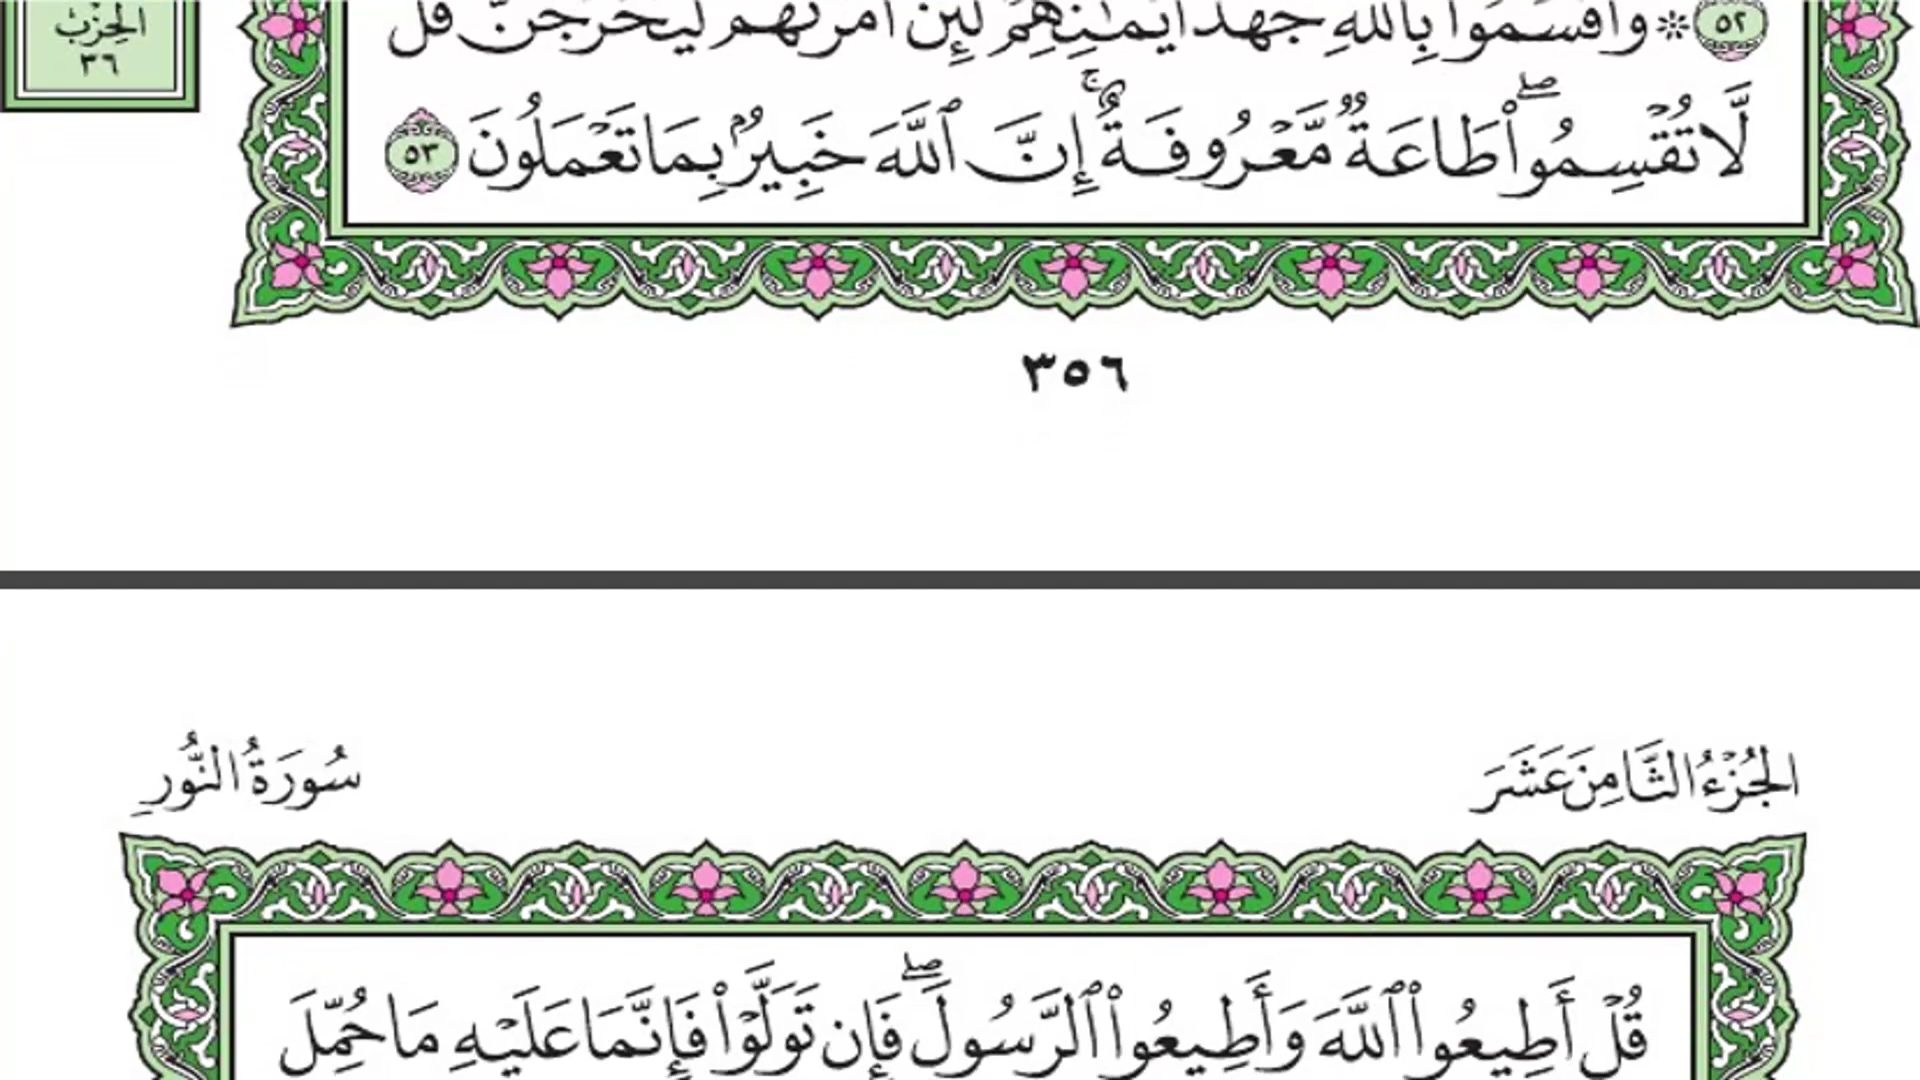 الحِزْبُ
٣٦
٥٢ ۞ وَأَقْسَمُوا۟ بِٱللَّهِ جَهْدَ أَيْمَـٰنِهِمْ لَئِنْ أَمَرْتَهُمْ لَيَخْرُجُنَّ قُل
لَّا تُقْسِمُوا۟ ۖ طَاعَةٌ مَّعْرُوفَةٌ ۚ إِنَّ ٱللَّهَ خَبِيرٌۢ بِمَا تَعْمَلُونَ ٥٣
٣٥٦
الجُزْءُ الثَّامِنَ عَشَرَ
سُورَةُ النُّورِ
قُلْ أَطِيعُوا۟ ٱللَّهَ وَأَطِيعُوا۟ ٱلرَّسُولَ ۖ فَإِن تَوَلَّوْا۟ فَإِنَّمَا عَلَيْهِ مَا حُمِّلَ